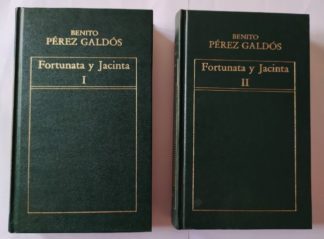 BENITO
PÉREZ GALDÓS
Fortunata y Jacinta
I
BENITO
PÉREZ GALDÓS
Fortunata y Jacinta
II